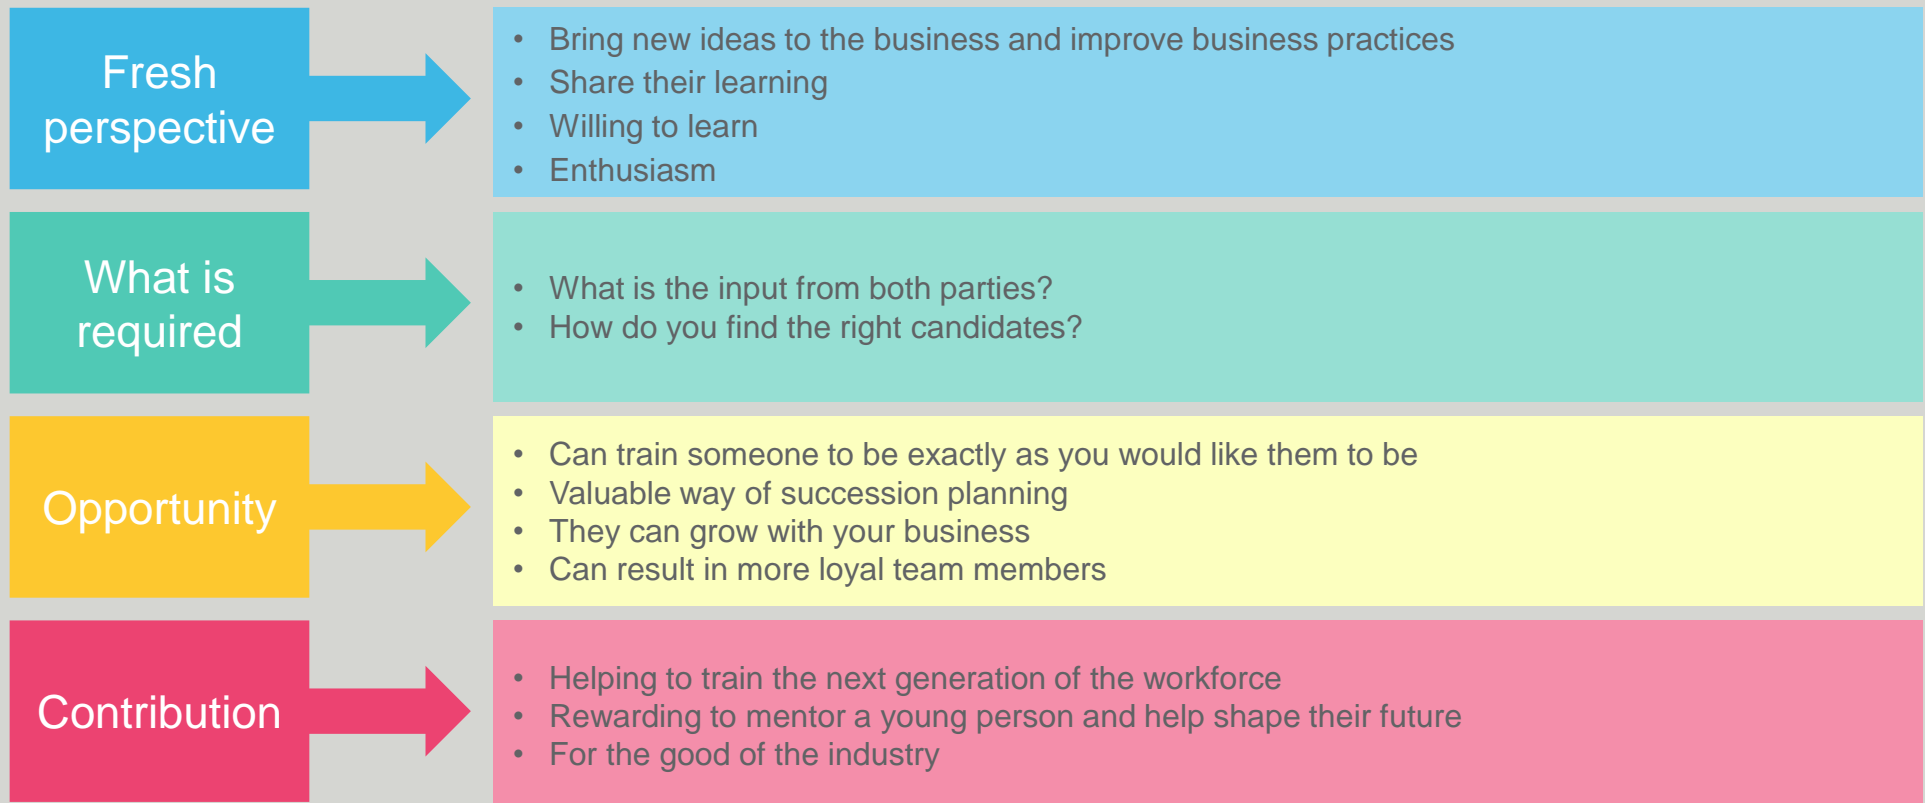 Fresh
perspective
• Bring new ideas to the business and improve business practices
• Share their learning
• Willing to learn
• Enthusiasm
What is
required
• What is the input from both parties?
• How do you find the right candidates?
Opportunity
• Can train someone to be exactly as you would like them to be
• Valuable way of succession planning
• They can grow with your business
• Can result in more loyal team members
Contribution
• Helping to train the next generation of the workforce
• Rewarding to mentor a young person and help shape their future
• For the good of the industry